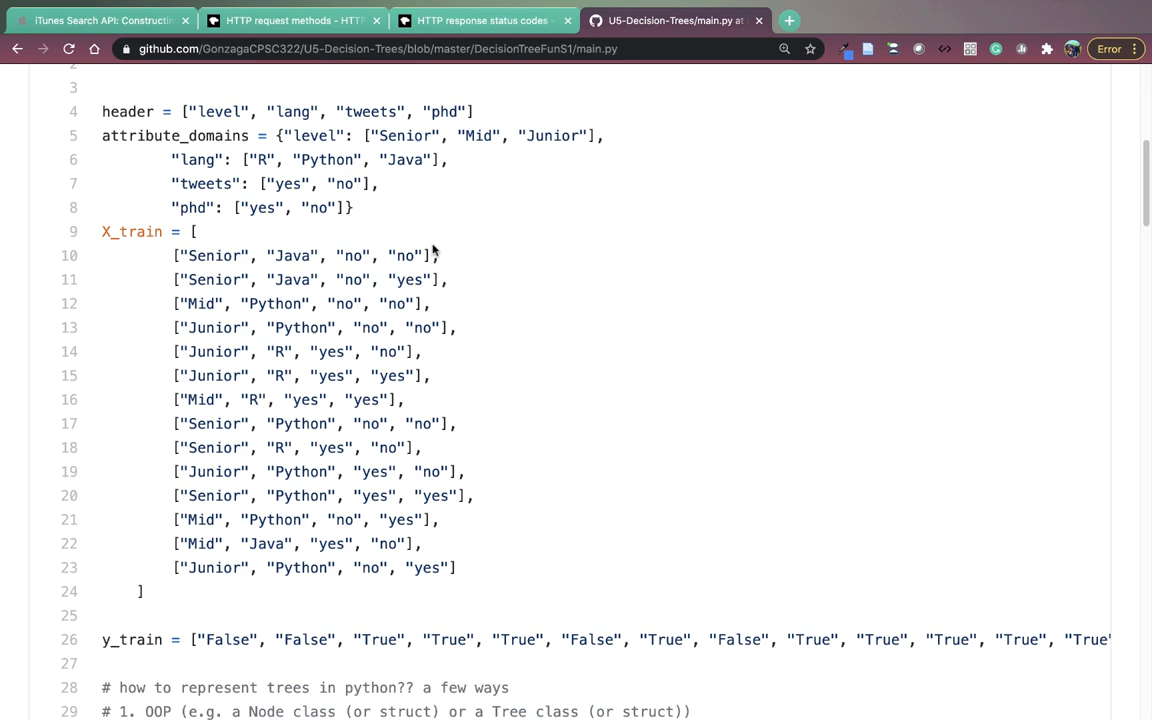 iTunes Search API: Constructin
HTTP request methods - HTTP
HTTP response status codes -
U5-Decision-Trees/main.py at
github.com/GonzagaCPSC322/U5-Decision-Trees/blob/master/DecisionTreeFunS1/main.py
Error
2
3
4 header = ["level", "lang", "tweets", "phd"]
5 attribute_domains = {"level": ["Senior", "Mid", "Junior"],
6 "lang": ["R", "Python", "Java"],
7 "tweets": ["yes", "no"],
8 "phd": ["yes", "no"]}
9 X_train = [
10 ["Senior", "Java", "no", "no"],
11 ["Senior", "Java", "no", "yes"],
12 ["Mid", "Python", "no", "no"],
13 ["Junior", "Python", "no", "no"],
14 ["Junior", "R", "yes", "no"],
15 ["Junior", "R", "yes", "yes"],
16 ["Mid", "R", "yes", "yes"],
17 ["Senior", "Python", "no", "no"],
18 ["Senior", "R", "yes", "no"],
19 ["Junior", "Python", "yes", "no"],
20 ["Senior", "Python", "yes", "yes"],
21 ["Mid", "Python", "no", "yes"],
22 ["Mid", "Java", "yes", "no"],
23 ["Junior", "Python", "no", "yes"]
24 ]
25
26 y_train = ["False", "False", "True", "True", "True", "False", "True", "False", "True", "True", "True", "True", "True"
27
28 # how to represent trees in python?? a few ways
29 # 1. OOP (e.g. a Node class (or struct) or a Tree class (or struct))